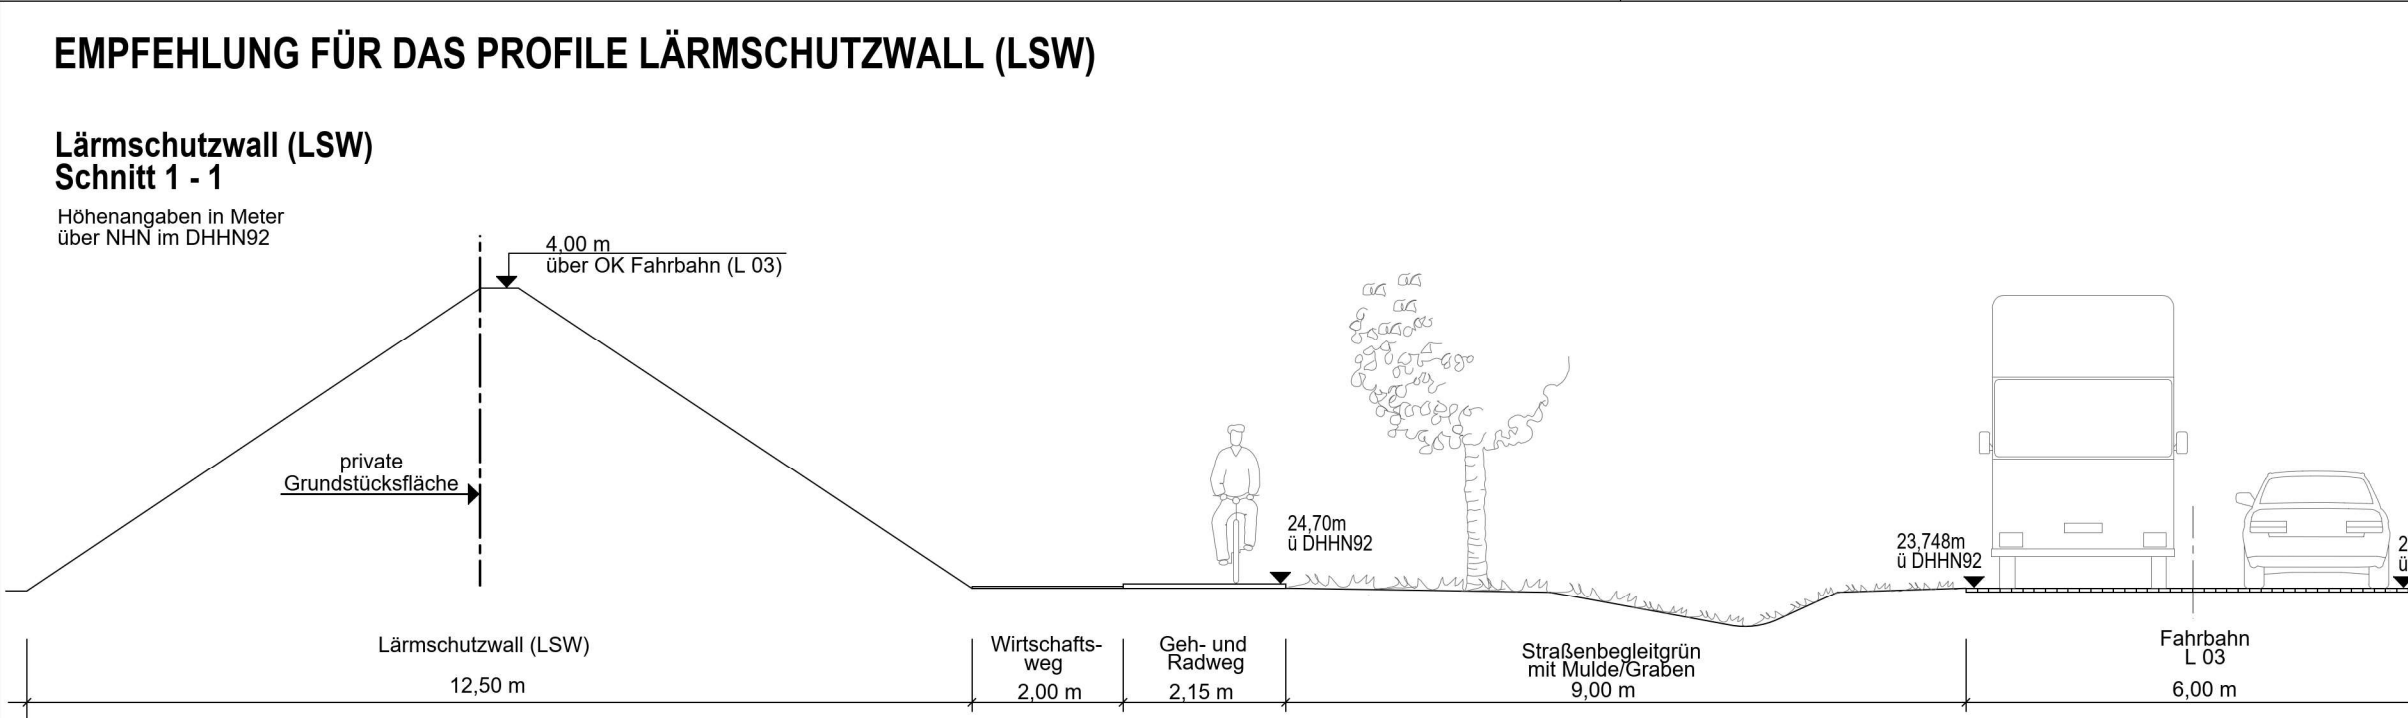 EMPFEHLUNG FÜR DAS PROFILE LÄRMSCHUTZWALL (LSW)
Lärmschutzwall (LSW)
Schnitt 1 - 1
Höhenangaben in Meter
über NHN im DHHN92
4,00 m
über OK Fahrbahn (L 03)
private
Grundstücksfläche
24,70m
ü DHHN92
23,748m
ü DHHN92
Lärmschutzwall (LSW)
12,50 m
Wirtschafts-
weg
2,00 m
Geh- und
Radweg
2,15 m
Straßenbegleitgrün
mit Mulde/Graben
9,00 m
Fahrbahn
L 03
6,00 m